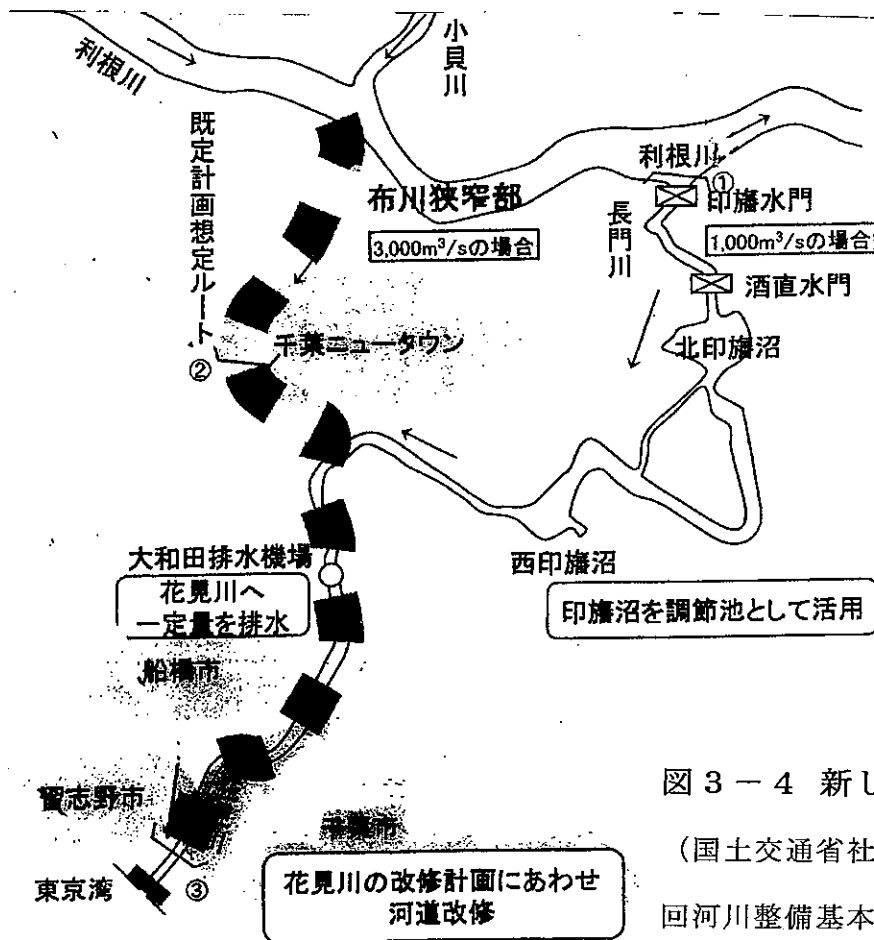 利根川
小貝川
既定計画想定ルート
布川狭窄部
3,000m³/sの場合
利根川
①
印旛水門
長門川
1,000m³/sの場合
酒直水門
北印旛沼
千葉ニュータウン
②
大和田排水機場
花見川へ
一定量を排水
西印旛沼
印旛沼を調節池として活用
船橋市
習志野市
千葉市
東京湾
③
花見川の改修計画にあわせ
河道改修
図3-4 新し
(国土交通省社
回河川整備基本